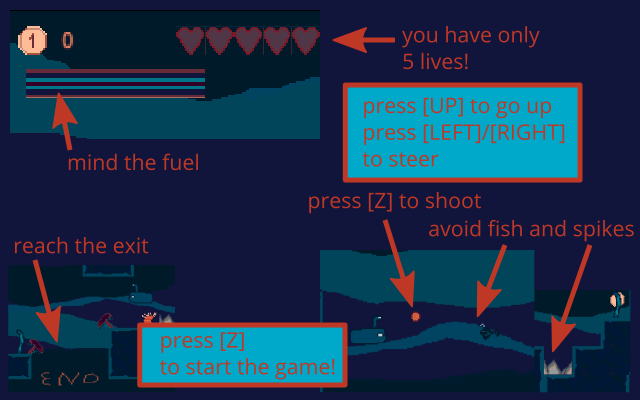 1 0
you have only
5 lives!
press [UP] to go up
press [LEFT]/[RIGHT]
to steer
mind the fuel
press [Z] to shoot
avoid fish and spikes
reach the exit
press [Z]
to start the game!
END